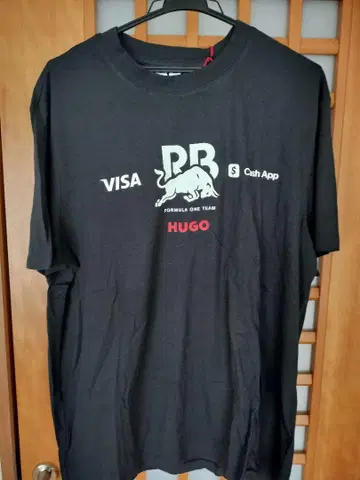 RB
VISA
Cash App
FORMULA ONE TEAM
HUGO